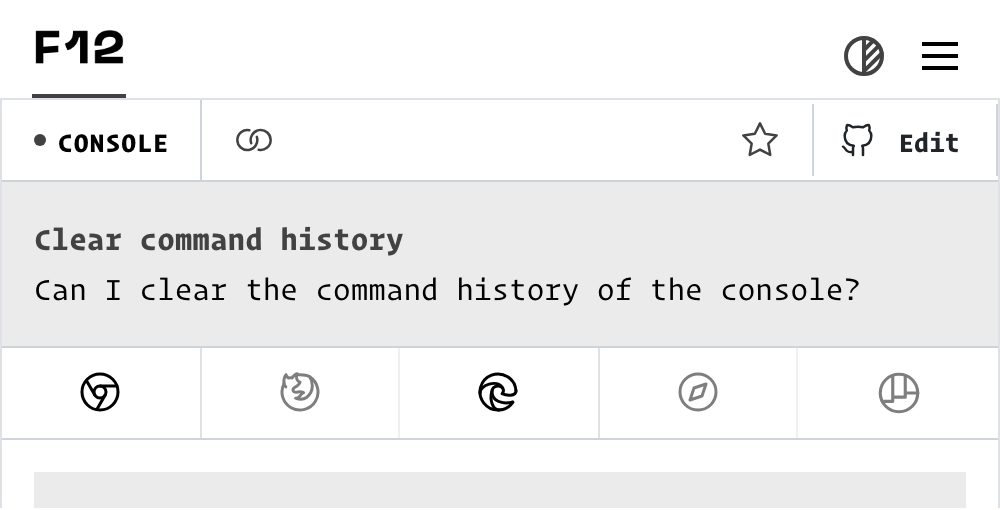 F12
CONSOLE
Edit
Clear command history
Can I clear the command history of the console?